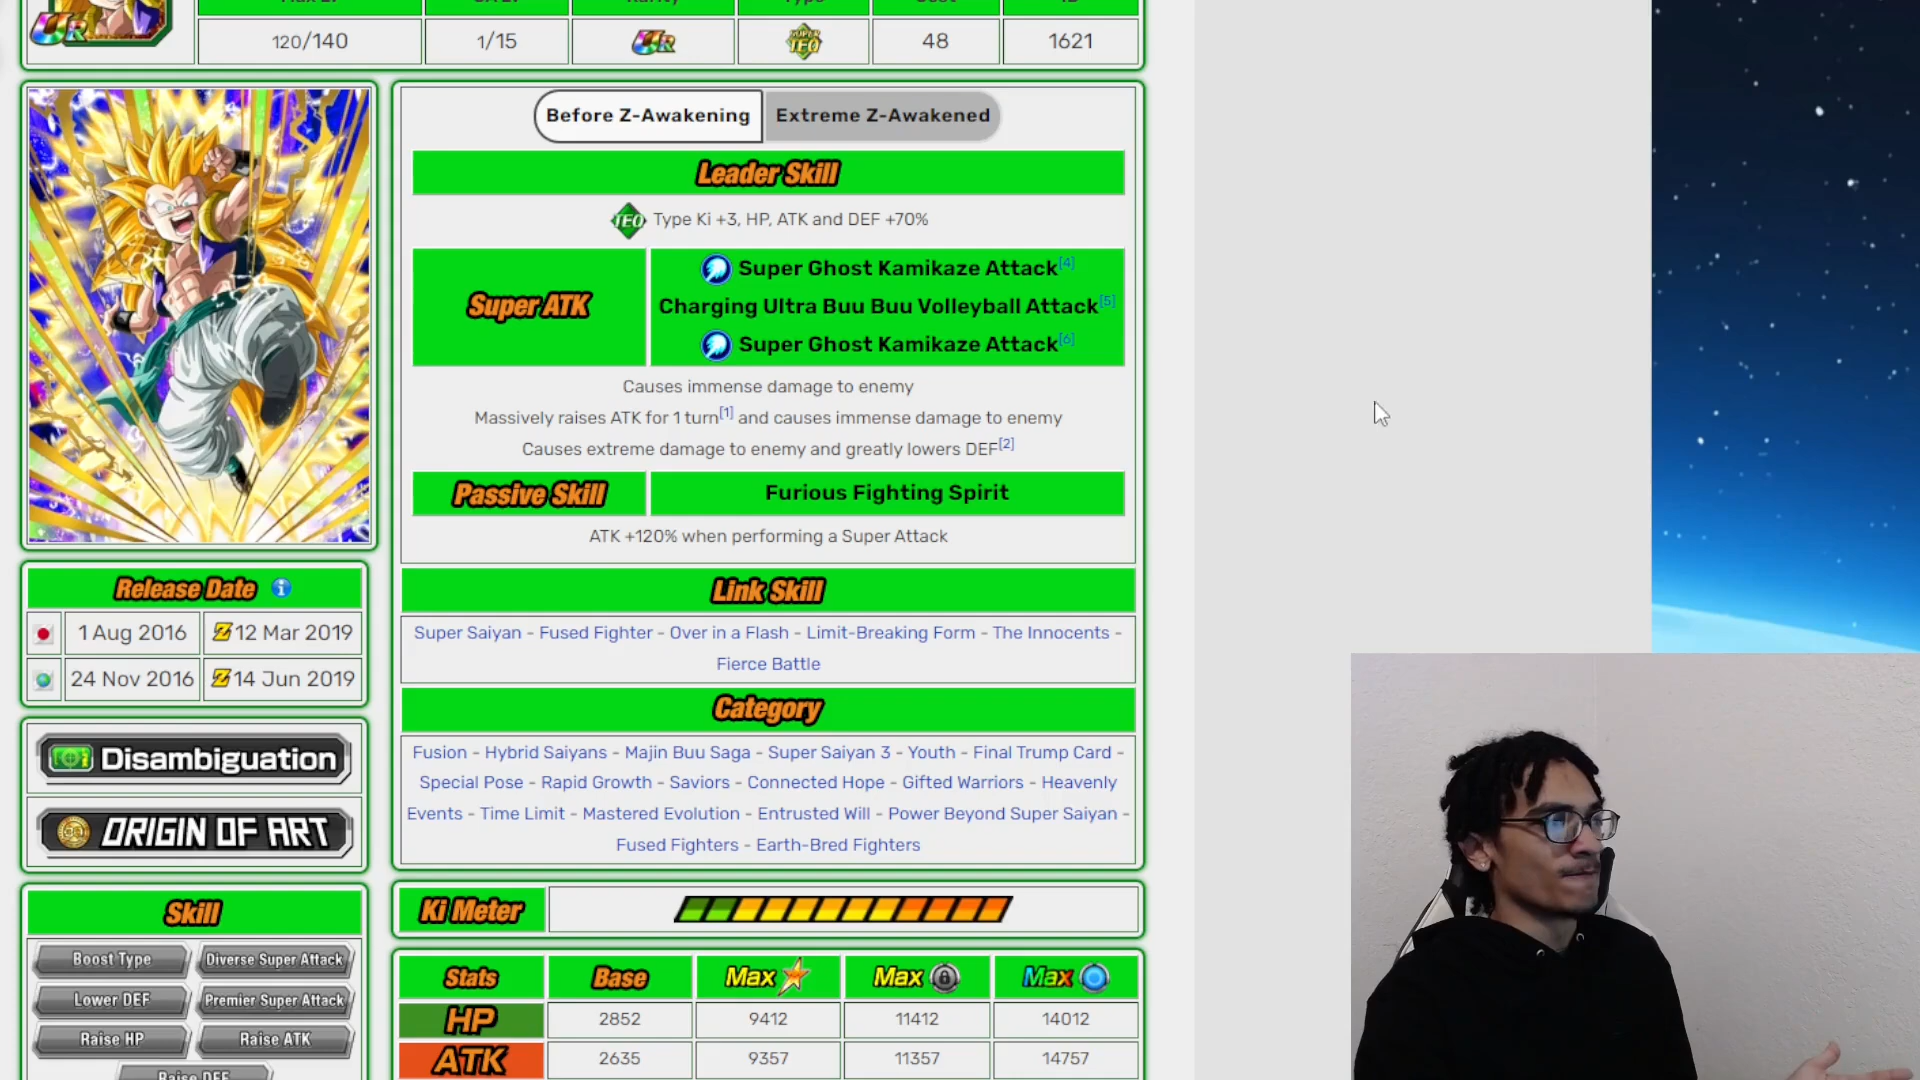 UR
120/140
1/15
UR
SUPER TEQ
48
1621
Before Z-Awakening
Extreme Z-Awakened
Leader Skill
TEQ Type Ki +3, HP, ATK and DEF +70%
Super ATK
Super Ghost Kamikaze Attack[4]
Charging Ultra Buu Buu Volleyball Attack[5]
Super Ghost Kamikaze Attack[6]
Causes immense damage to enemy
Massively raises ATK for 1 turn[1] and causes immense damage to enemy
Causes extreme damage to enemy and greatly lowers DEF[2]
Passive Skill
Furious Fighting Spirit
ATK +120% when performing a Super Attack
Link Skill
Super Saiyan - Fused Fighter - Over in a Flash - Limit-Breaking Form - The Innocents -
Fierce Battle
Category
Fusion - Hybrid Saiyans - Majin Buu Saga - Super Saiyan 3 - Youth - Final Trump Card -
Special Pose - Rapid Growth - Saviors - Connected Hope - Gifted Warriors - Heavenly
Events - Time Limit - Mastered Evolution - Entrusted Will - Power Beyond Super Saiyan -
Fused Fighters - Earth-Bred Fighters
Release Date i
1 Aug 2016
Z 12 Mar 2019
24 Nov 2016
Z 14 Jun 2019
Disambiguation
ORIGIN OF ART
Skill
Boost Type
Diverse Super Attack
Lower DEF
Premier Super Attack
Raise HP
Raise ATK
Raise DEF
Ki Meter
Stats
Base
Max
Max
Max
HP
2852
9412
11412
14012
ATK
2635
9357
11357
14757